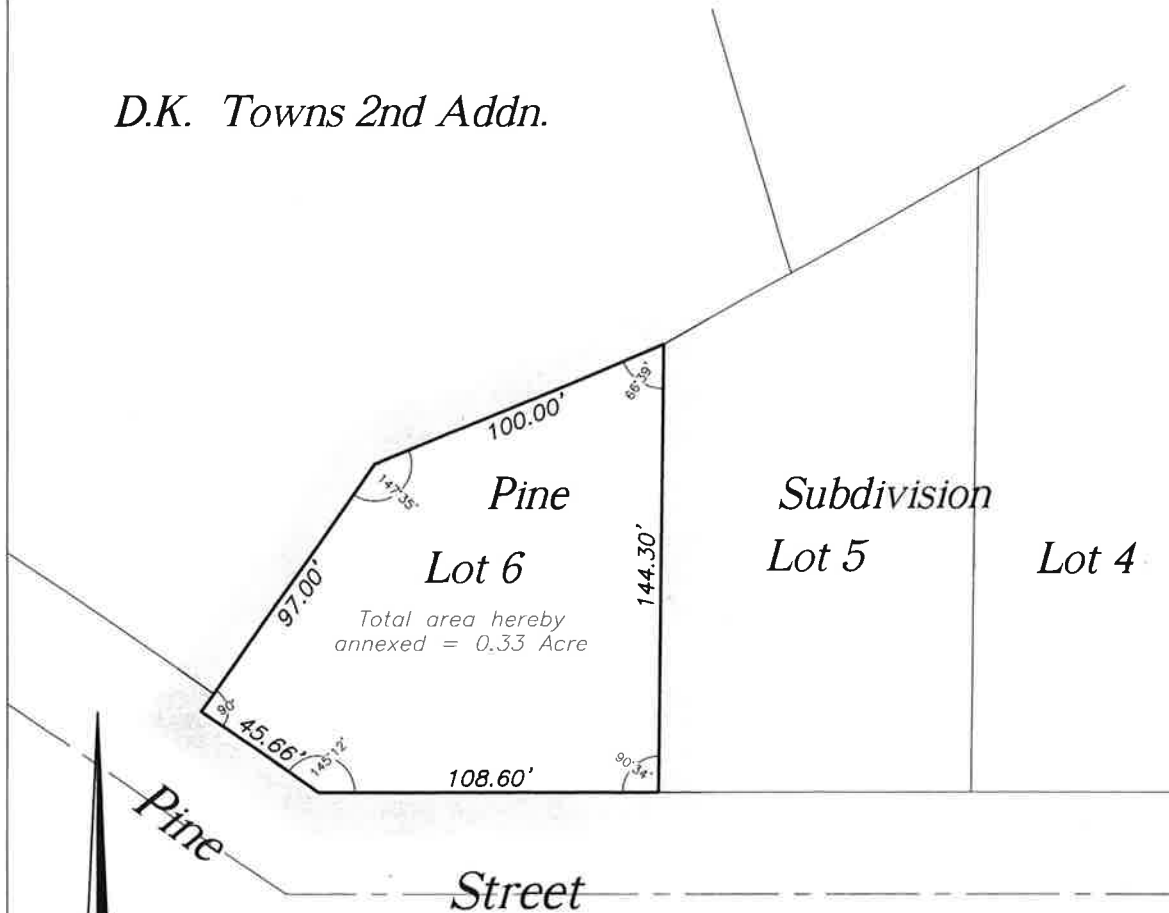 D.K. Towns 2nd Addn.
66°39'
100.00'
147°35'
Pine Subdivision
Lot 6
Lot 5
Lot 4
144.30'
97.00'
Total area hereby
annexed = 0.33 Acre
90°
45.66'
145°12'
108.60'
90°34'
Pine
Street